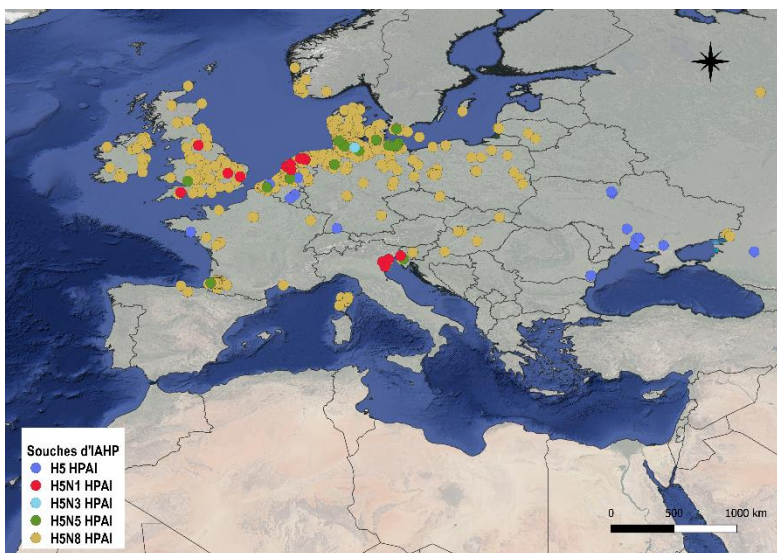 Souches d'IAHP
H5 HPAI
H5N1 HPAI
H5N3 HPAI
H5N5 HPAI
H5N8 HPAI
0 500 1000 km